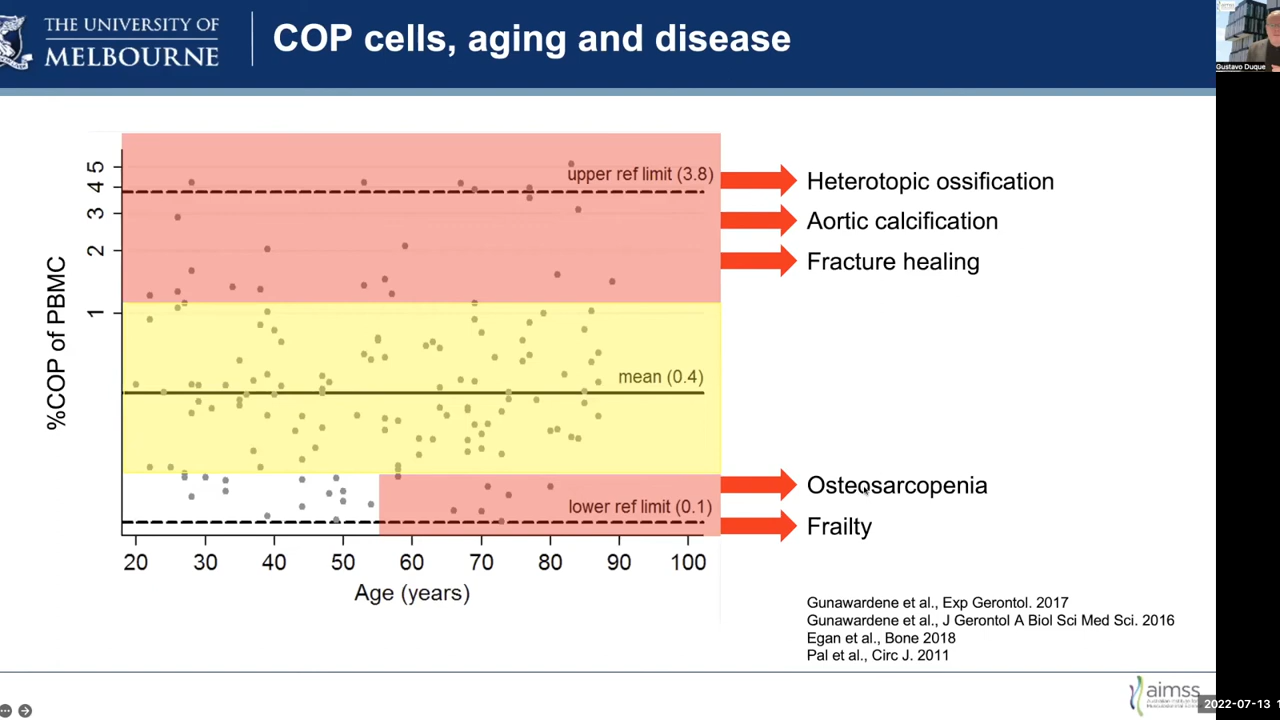 THE UNIVERSITY OF
MELBOURNE
COP cells, aging and disease
Gustavo Duque
%COP of PBMC
5
4
3
2
1
upper ref limit (3.8)
mean (0.4)
lower ref limit (0.1)
20 30 40 50 60 70 80 90 100
Age (years)
Heterotopic ossification
Aortic calcification
Fracture healing
Osteosarcopenia
Frailty
Gunawardene et al., Exp Gerontol. 2017
Gunawardene et al., J Gerontol A Biol Sci Med Sci. 2016
Egan et al., Bone 2018
Pal et al., Circ J. 2011
aimss
2022-07-13